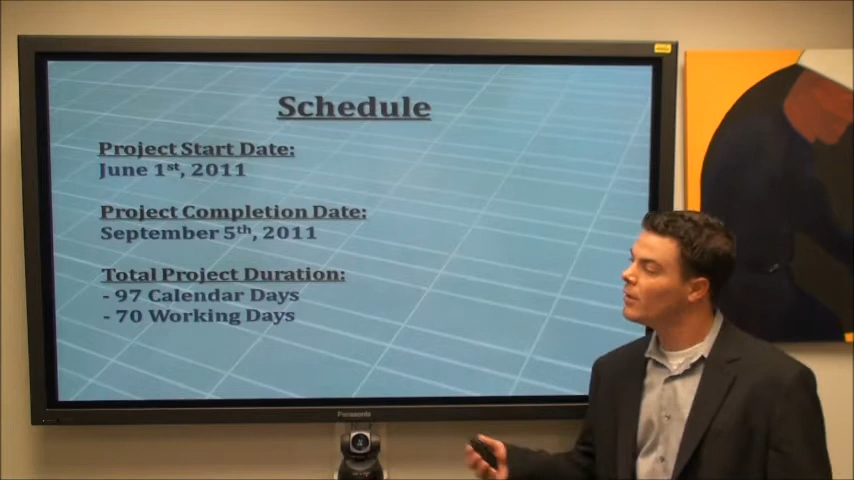 Schedule
Project Start Date:
June 1st, 2011
Project Completion Date:
September 5th, 2011
Total Project Duration:
- 97 Calendar Days
- 70 Working Days
Panasonic